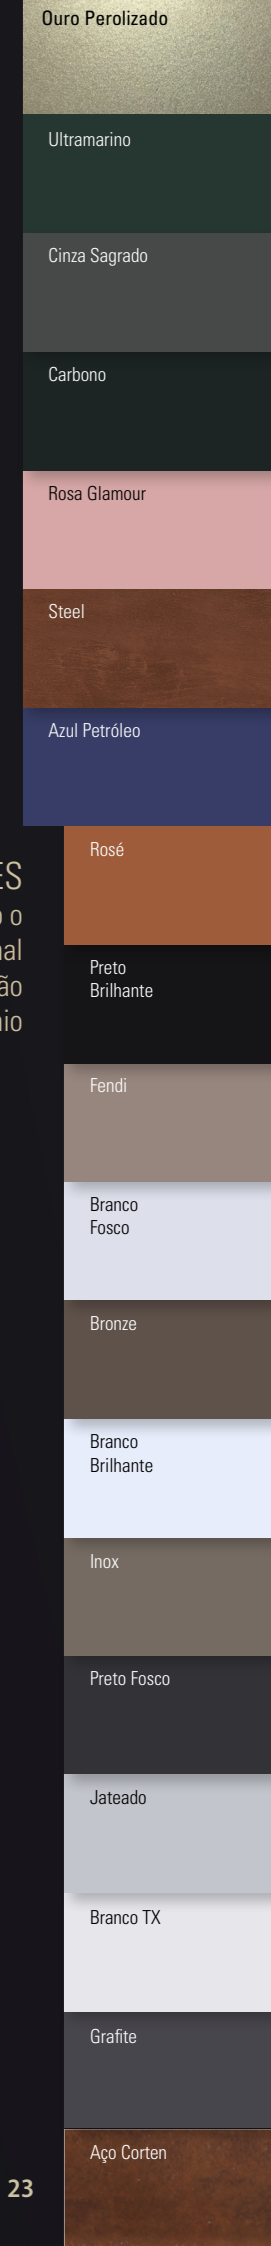 Ouro Perolizado
Ultramarino
Cinza Sagrado
Carbono
Rosa Glamour
Steel
Azul Petróleo
Rosé
Preto
Brilhante
Fendi
Branco
Fosco
Bronze
Branco
Brilhante
Inox
Preto Fosco
Jateado
Branco TX
Grafite
Aço Corten
23